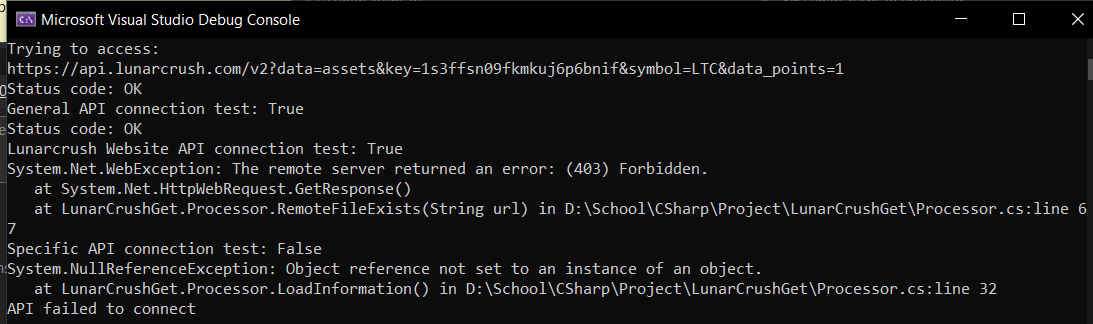 Microsoft Visual Studio Debug Console
Trying to access:
https://api.lunarcrush.com/v2?data=assets&key=1s3ffsn09fkmkuj6p6bnif&symbol=LTC&data_points=1
Status code: OK
General API connection test: True
Status code: OK
Lunarcrush Website API connection test: True
System.Net.WebException: The remote server returned an error: (403) Forbidden.
   at System.Net.HttpWebRequest.GetResponse()
   at LunarCrushGet.Processor.RemoteFileExists(String url) in D:\School\CSharp\Project\LunarCrushGet\Processor.cs:line 6
7
Specific API connection test: False
System.NullReferenceException: Object reference not set to an instance of an object.
   at LunarCrushGet.Processor.LoadInformation() in D:\School\CSharp\Project\LunarCrushGet\Processor.cs:line 32
API failed to connect